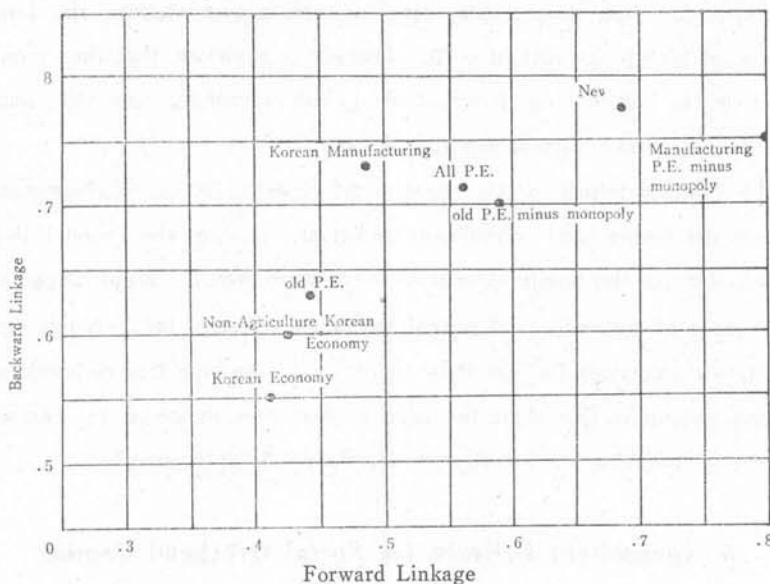 .8
Nev
Korean Manufacturing
Manufacturing
P.E. minus
monopoly
All P.E.
.7
old P.E. minus monopoly
old P.E.
Non-Agriculture Korean
Economy
.6
Korean Economy
.5
Backward Linkage
0 .3 .4 .5 .6 .7 .8
Forward Linkage